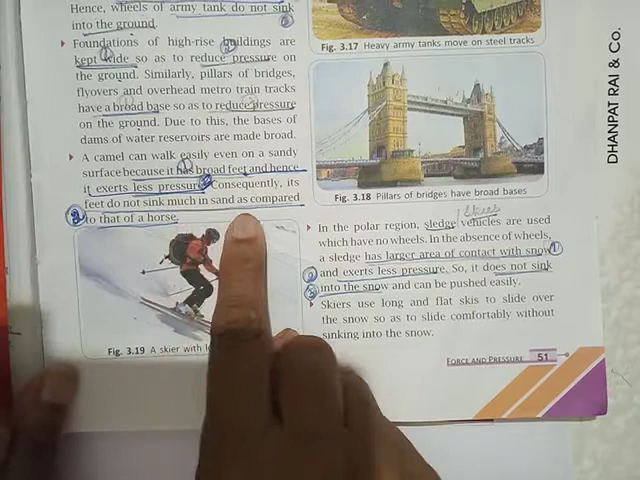 Hence, wheels of army tank do not sink
into the ground.
Foundations of high-rise buildings are
kept wide so as to reduce pressure on
the ground. Similarly, pillars of bridges,
flyovers and overhead metro train tracks
have a broad base so as to reduce pressure
on the ground. Due to this, the bases of
dams of water reservoirs are made broad.
A camel can walk easily even on a sandy
surface because it has broad feet and hence
it exerts less pressure. Consequently, its
feet do not sink much in sand as compared
to that of a horse.
Fig. 3.19 A skier with
Fig. 3.17 Heavy army tanks move on steel tracks
Fig. 3.18 Pillars of bridges have broad bases
In the polar region, sledge vehicles are used
which have no wheels. In the absence of wheels,
a sledge has larger area of contact with snow
and exerts less pressure. So, it does not sink
into the snow and can be pushed easily.
Skiers use long and flat skis to slide over
the snow so as to slide comfortably without
sinking into the snow.
FORCE AND PRESSURE 51
DHANPAT RAI & Co.